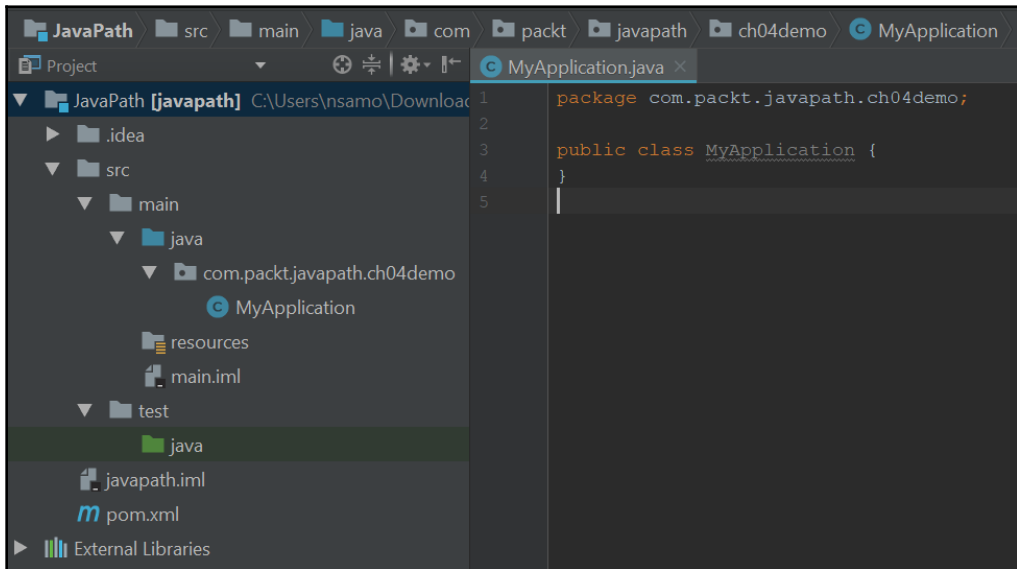 JavaPath src main java com packt javapath ch04demo MyApplication
Project
MyApplication.java
JavaPath [javapath] C:\Users\nsamo\Downloa
.idea
src
main
java
com.packt.javapath.ch04demo
MyApplication
resources
main.iml
test
java
javapath.iml
pom.xml
External Libraries
1 package com.packt.javapath.ch04demo;
2
3 public class MyApplication {
4 }
5